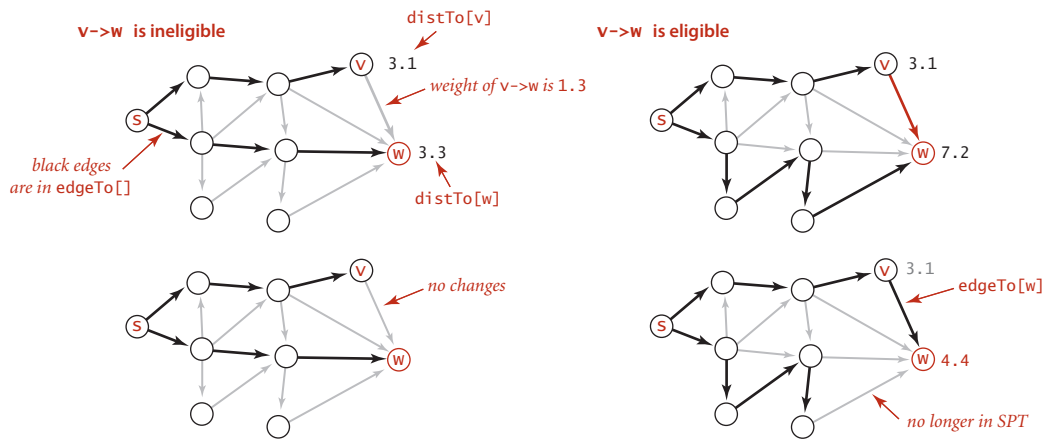 v->w is ineligible
distTo[v]
v
3.1
weight of v->w is 1.3
s
black edges
are in edgeTo[]
w
3.3
distTo[w]
v->w is eligible
v
3.1
s
w
7.2
v
no changes
s
w
v
3.1
edgeTo[w]
s
w
4.4
no longer in SPT